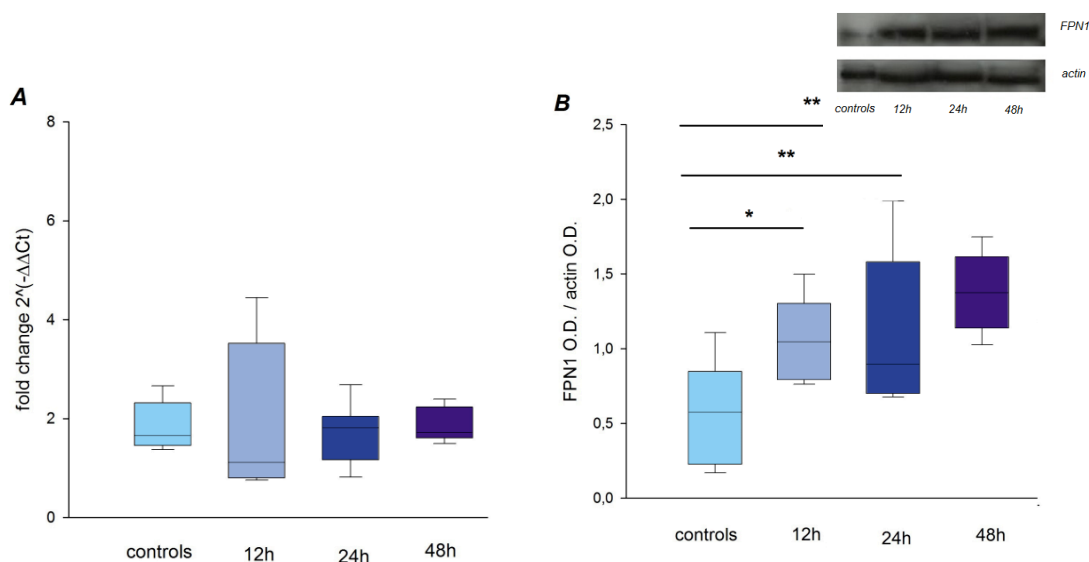 FPN1
actin
controls 12h 24h 48h
A
8
6
4
2
0
fold change 2^(-ΔΔCt)
controls 12h 24h 48h
B
**
**
*
2,5
2,0
1,5
1,0
0,5
0,0
FPN1 O.D. / actin O.D.
controls 12h 24h 48h